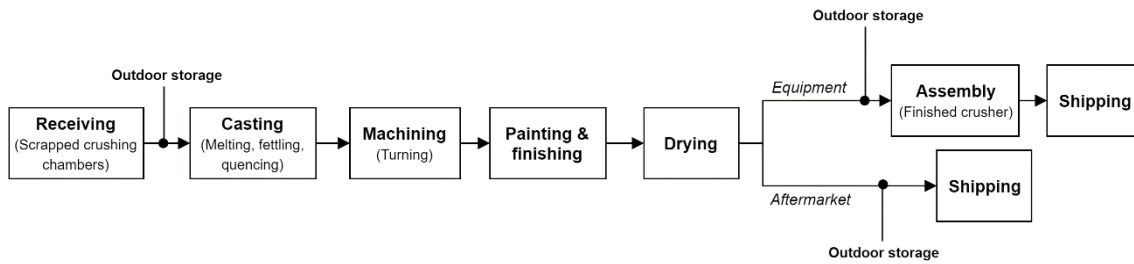 Outdoor storage
Outdoor storage
Receiving
(Scrapped crushing
chambers)
Casting
(Melting, fettling,
quencing)
Machining
(Turning)
Painting &
finishing
Drying
Equipment
Assembly
(Finished crusher)
Shipping
Aftermarket
Shipping
Outdoor storage